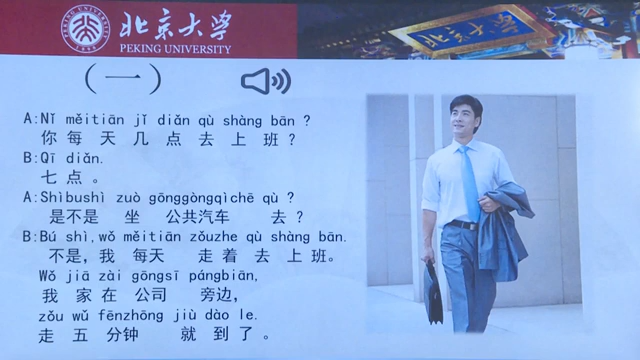 北京大学
PEKING UNIVERSITY
北京大学
（一）
A:Nǐ měitiān jǐ diǎn qù shàng bān ?
你 每 天 几 点 去 上 班 ?
B:Qī diǎn.
七 点 。
A:Shìbushì zuò gōnggòngqìchē qù ?
是不是 坐 公共汽车 去 ?
B:Bú shì,wǒ měitiān zǒuzhe qù shàng bān.
不是，我 每天 走 着 去 上 班。
Wǒ jiā zài gōngsī pángbiān,
我 家 在 公司 旁边,
zǒu wǔ fēnzhōng jiù dào le.
走 五 分钟 就 到 了 。